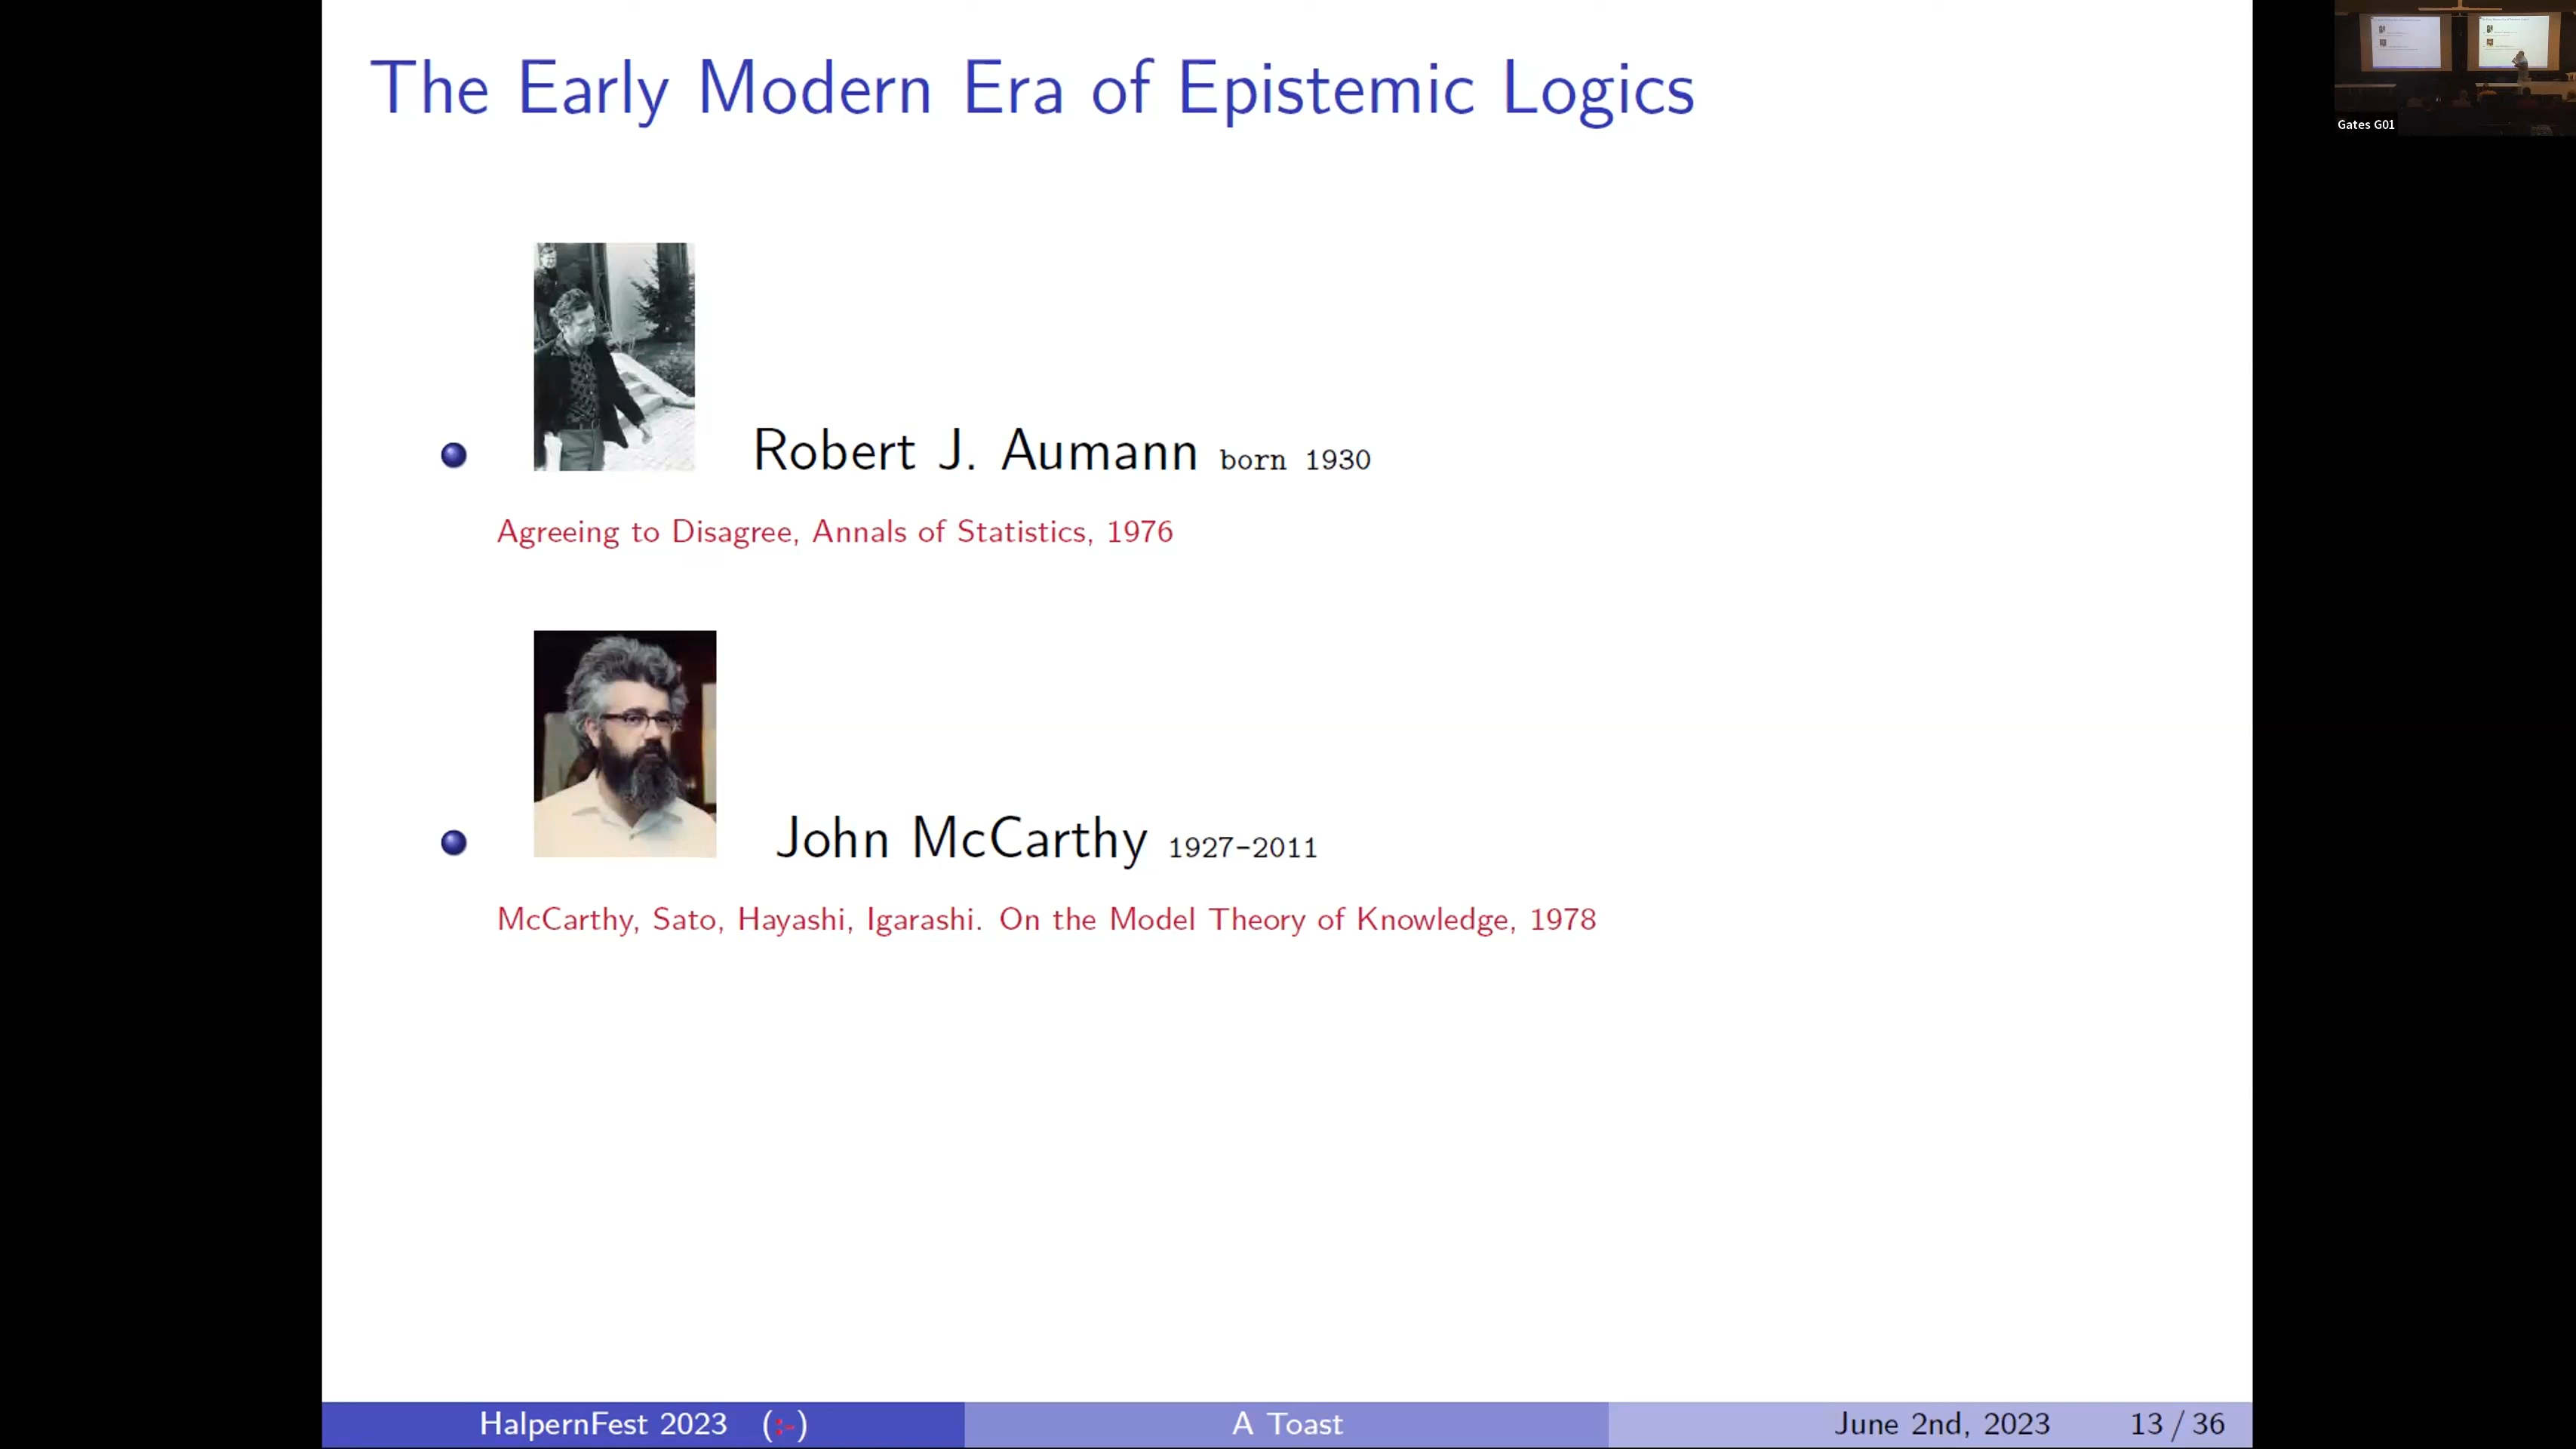 The Early Modern Era of Epistemic Logics
Gates G01
Robert J. Aumann born 1930
Agreeing to Disagree, Annals of Statistics, 1976
John McCarthy 1927-2011
McCarthy, Sato, Hayashi, Igarashi. On the Model Theory of Knowledge, 1978
HalpernFest 2023 (:-) A Toast June 2nd, 2023 13 / 36